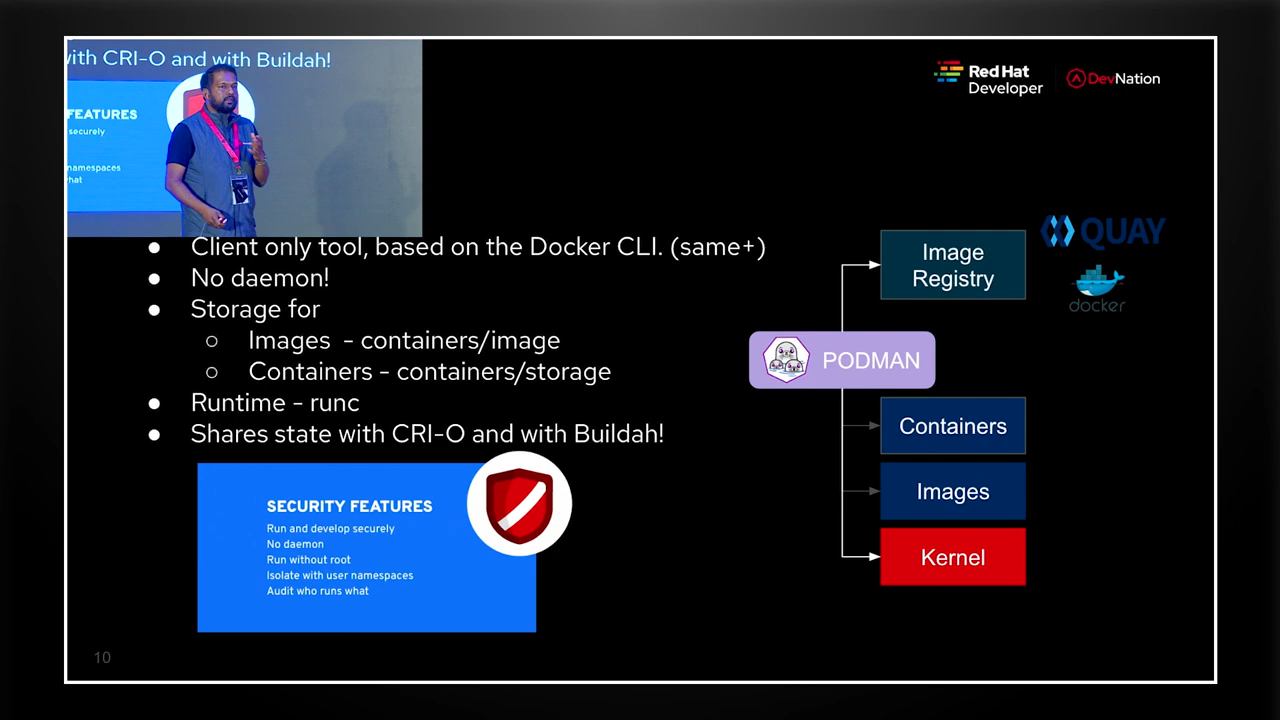 with CRI-O and with Buildah!
FEATURES
securely
namespaces
hat
Red Hat
Developer
DevNation
● Client only tool, based on the Docker CLI. (same+)
● No daemon!
● Storage for
○ Images - containers/image
○ Containers - containers/storage
● Runtime - runc
● Shares state with CRI-O and with Buildah!
SECURITY FEATURES
Run and develop securely
No daemon
Run without root
Isolate with user namespaces
Audit who runs what
Image
Registry
QUAY
docker
PODMAN
Containers
Images
Kernel
10